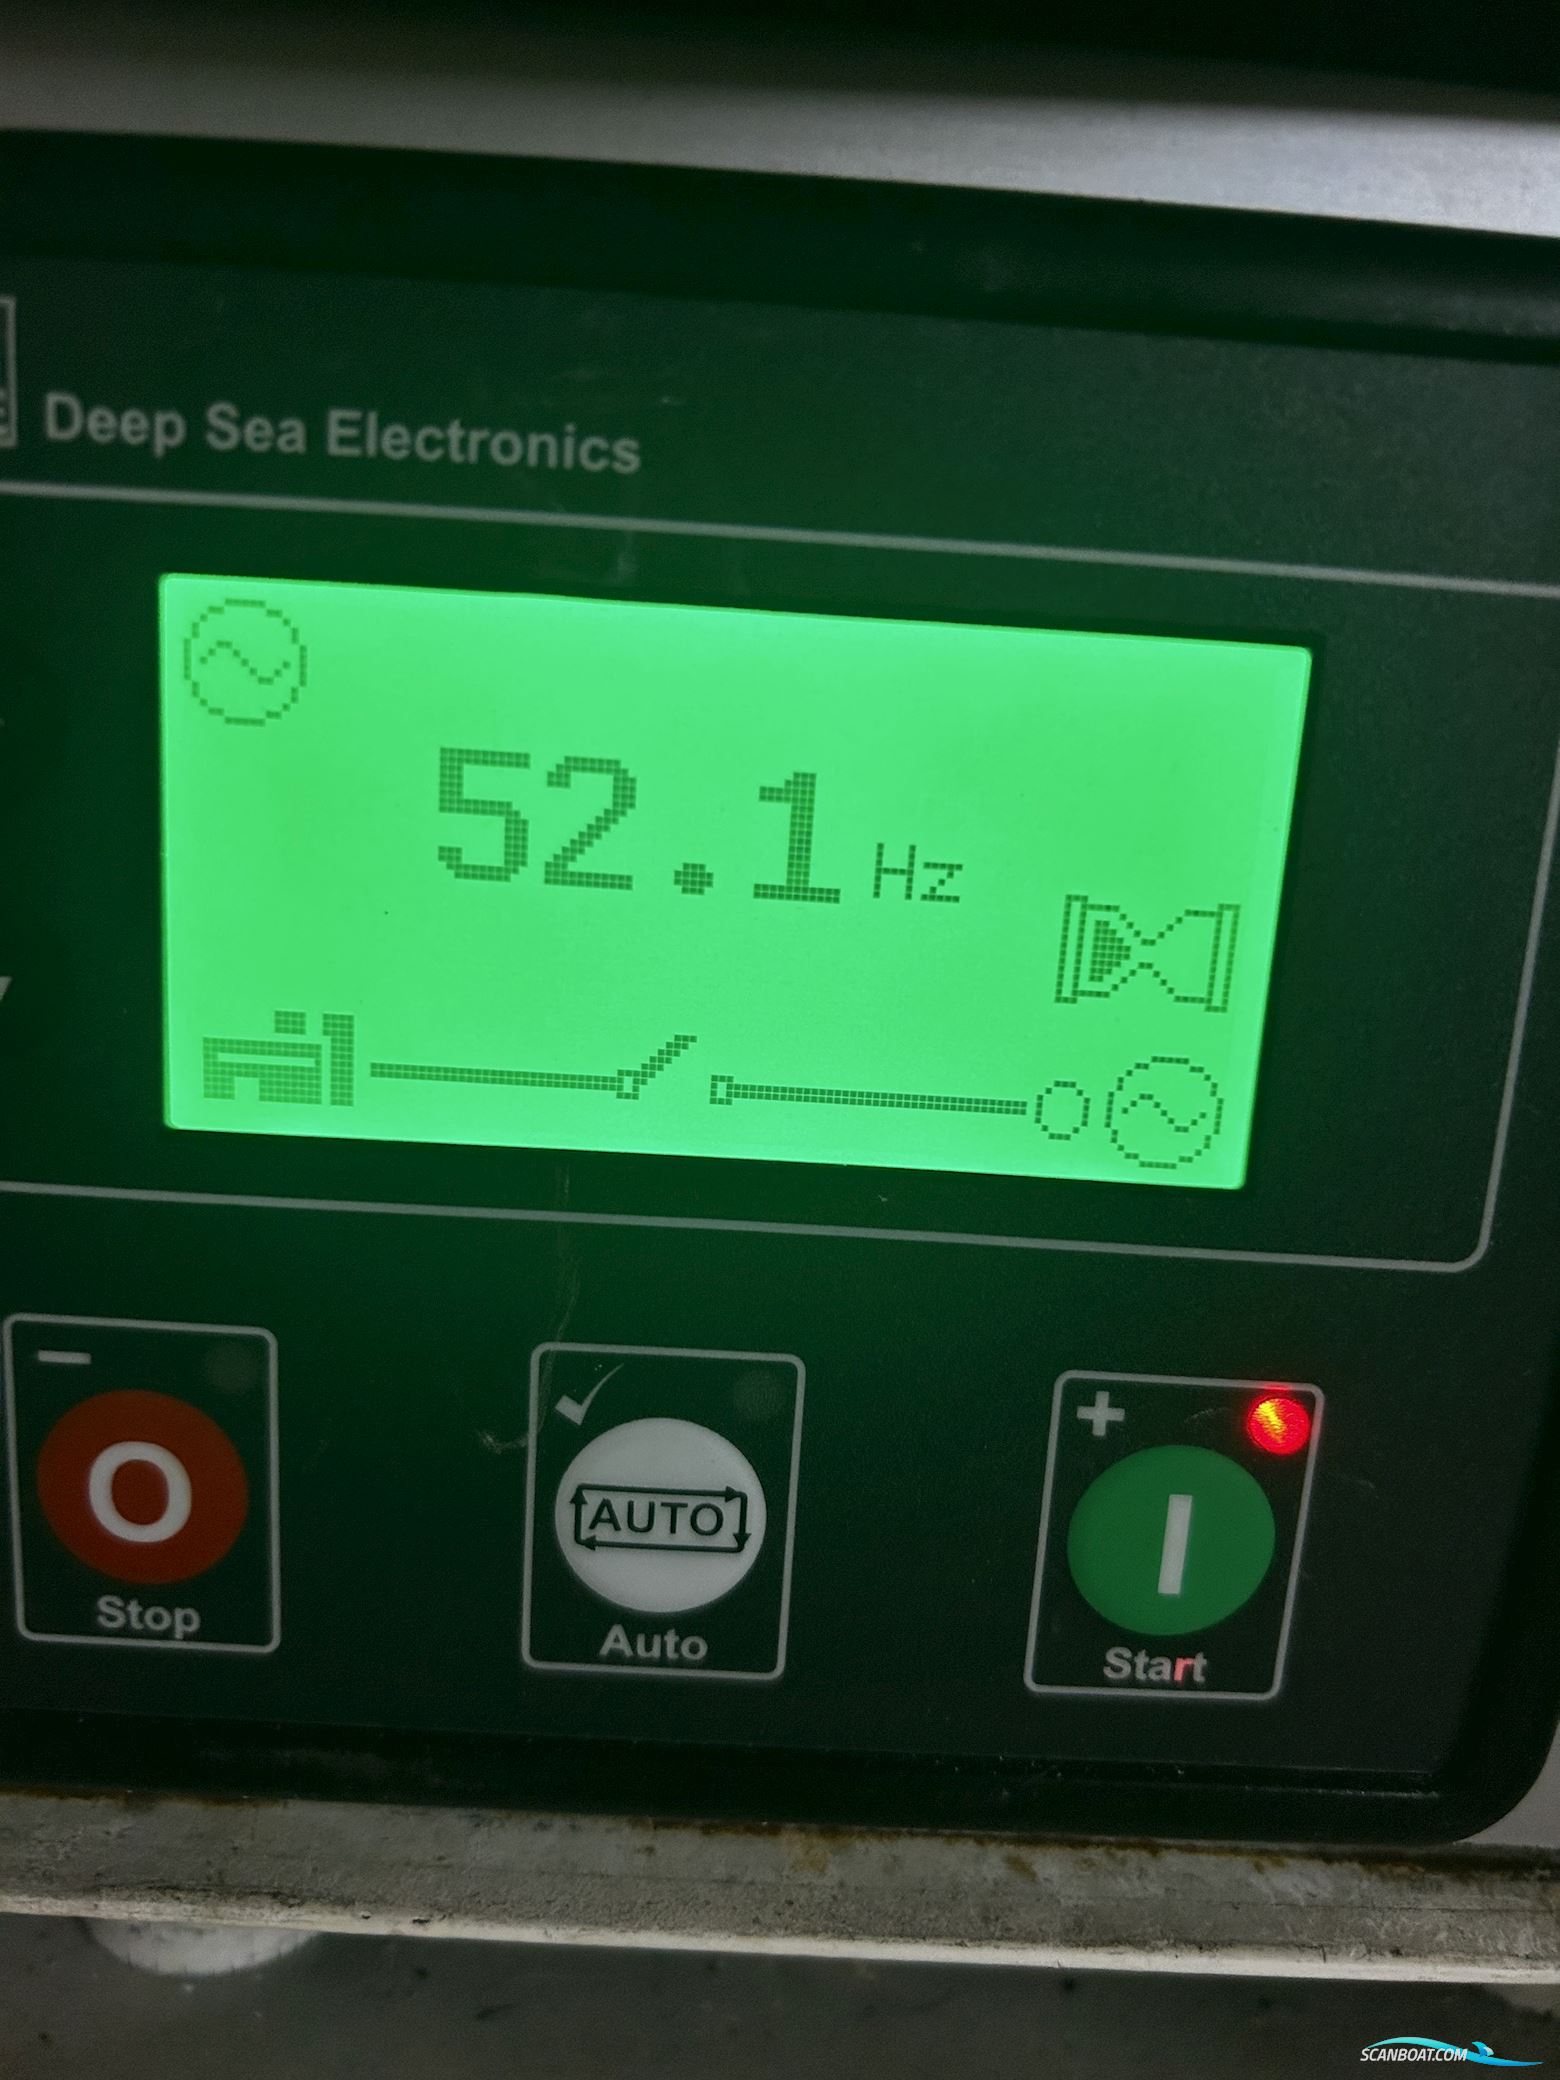 Deep Sea Electronics
52.1 Hz
O
Stop
AUTO
Auto
I
Start
SCANBOAT.COM